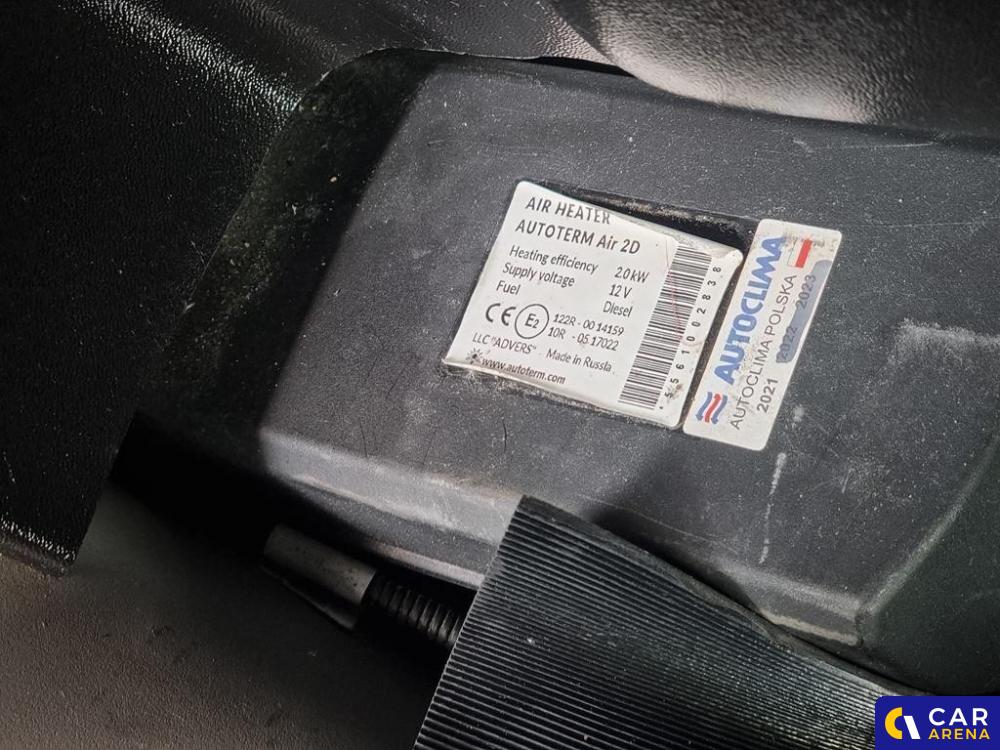 AIR HEATER
AUTOTERM Air 2D
Heating efficiency 2.0 kW
Supply voltage 12 V
Fuel Diesel
CE E2 122R - 00 14159
10R - 05 17022
LLC "ADVERS" Made in Russia
www.autoterm.com
5561002838
AUTOCLIMA
AUTOCLIMA POLSKA
2021 2022 2023
CAR
ARENA